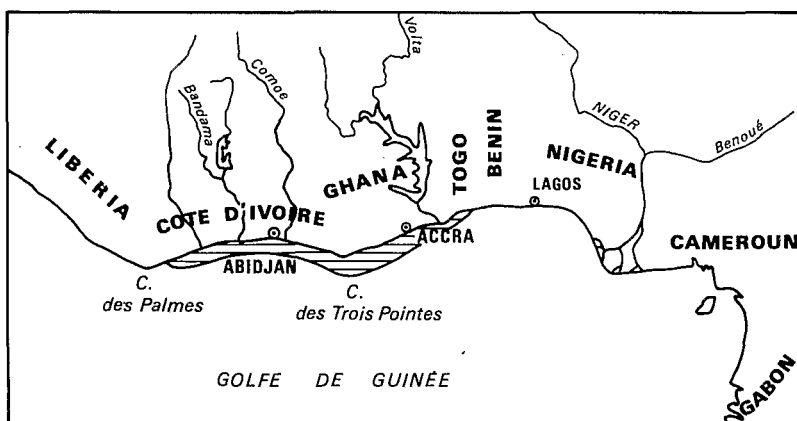 Volta
Comoe
Bandama
NIGER
Benoué
LIBERIA
COTE D'IVOIRE
GHANA
TOGO
BENIN
NIGERIA
LAGOS
ACCRA
ABIDJAN
CAMEROUN
C.
des Palmes
C.
des Trois Pointes
GOLFE DE GUINÉE
GABON